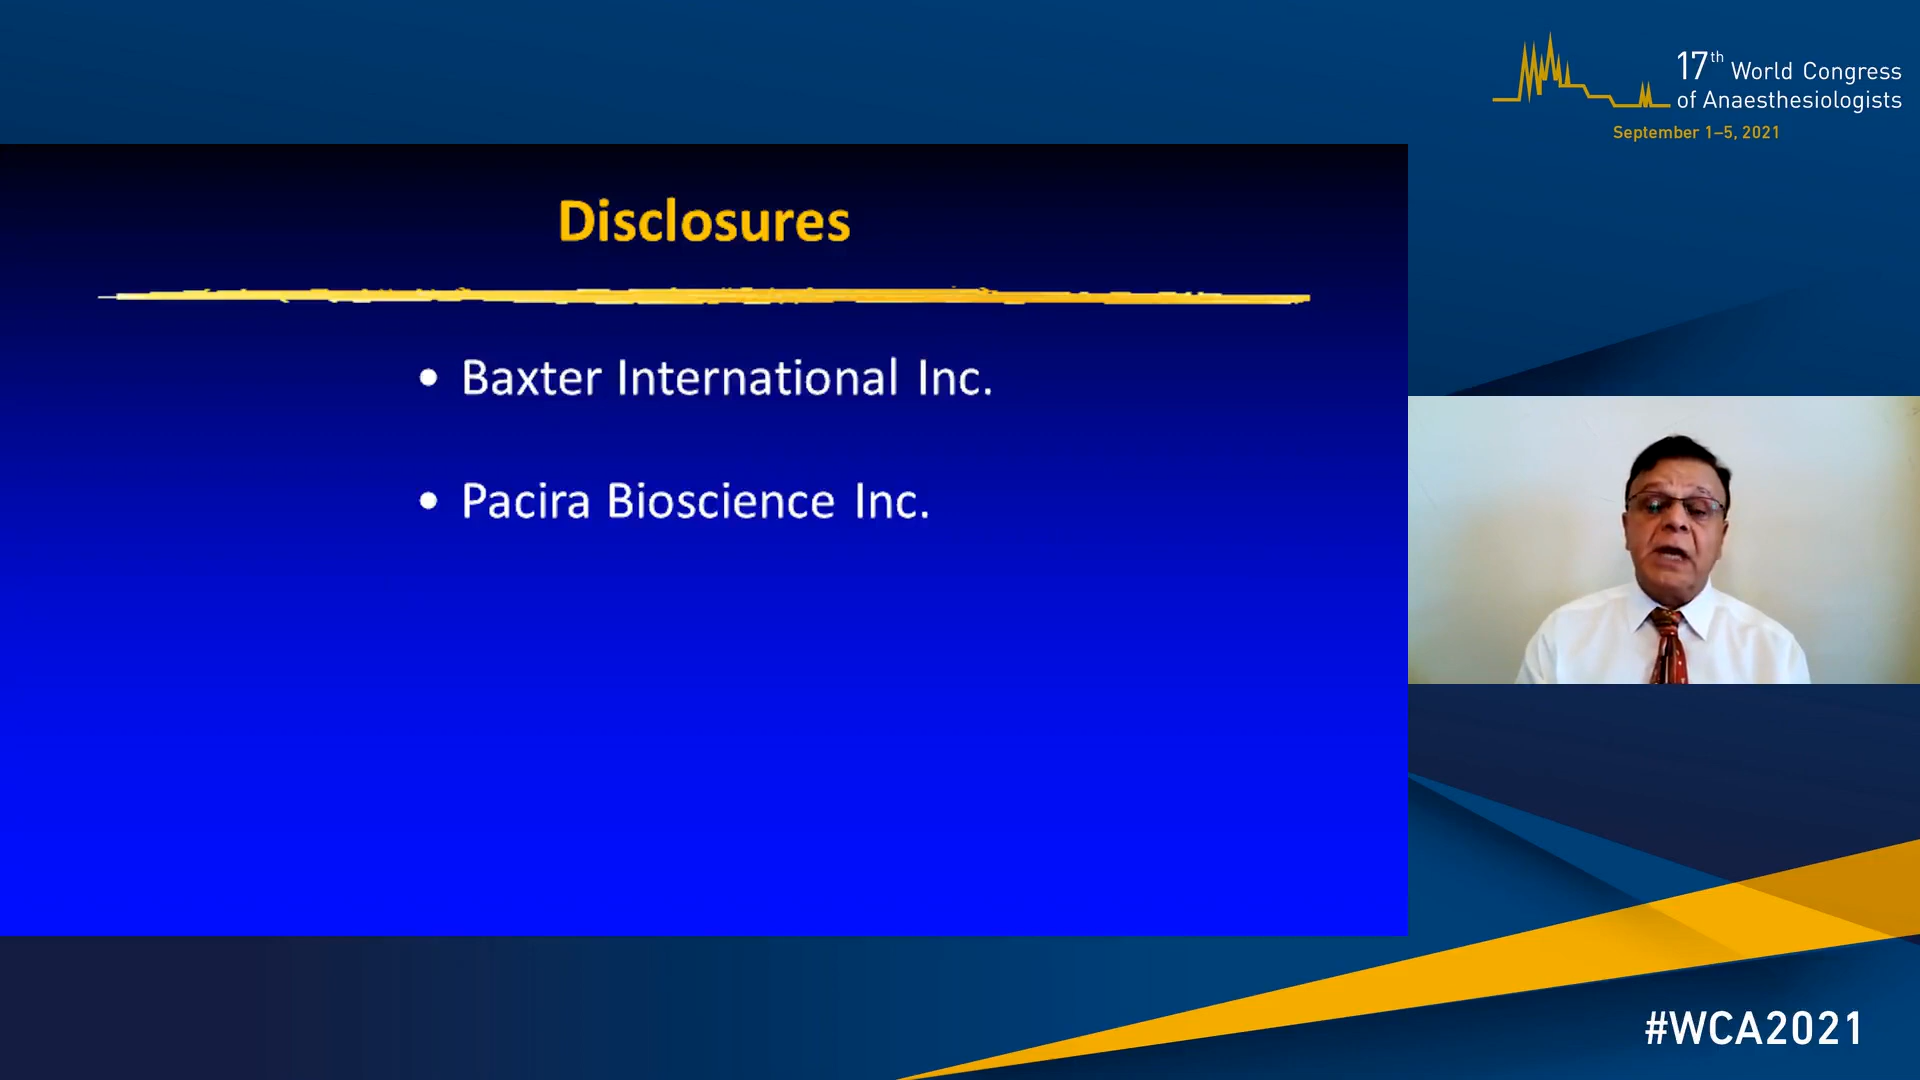 17th World Congress
of Anaesthesiologists
September 1–5, 2021
Disclosures
• Baxter International Inc.
• Pacira Bioscience Inc.
#WCA2021